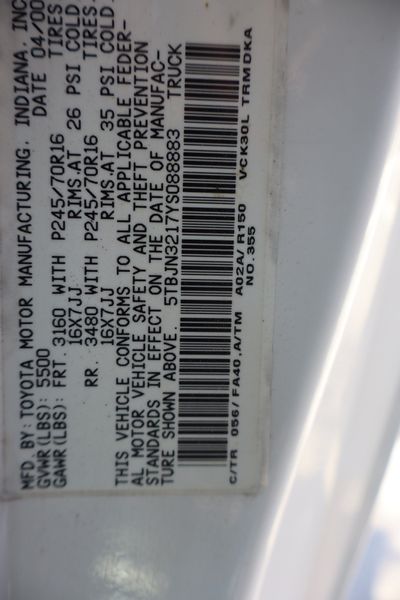 MFD BY: TOYOTA MOTOR MANUFACTURING, INDIANA, INC
GVWR(LBS): 5500 DATE 04/00
GAWR(LBS): FRT. 3160 WITH P245/70R16 TIRES
16X7JJ RIMS.AT 26 PSI COLD
RR. 3480 WITH P245/70R16 TIRES.
16X7JJ RIMS.AT 35 PSI COLD.
THIS VEHICLE CONFORMS TO ALL APPLICABLE FEDER-
AL MOTOR VEHICLE SAFETY AND THEFT PREVENTION
STANDARDS IN EFFECT ON THE DATE OF MANUFAC-
TURE SHOWN ABOVE. 5TBJN3217YS088883 TRUCK
C/TR 056/ FA40 ,A/TM A02A/ R150 VCK30L TRM DKA
NO.355